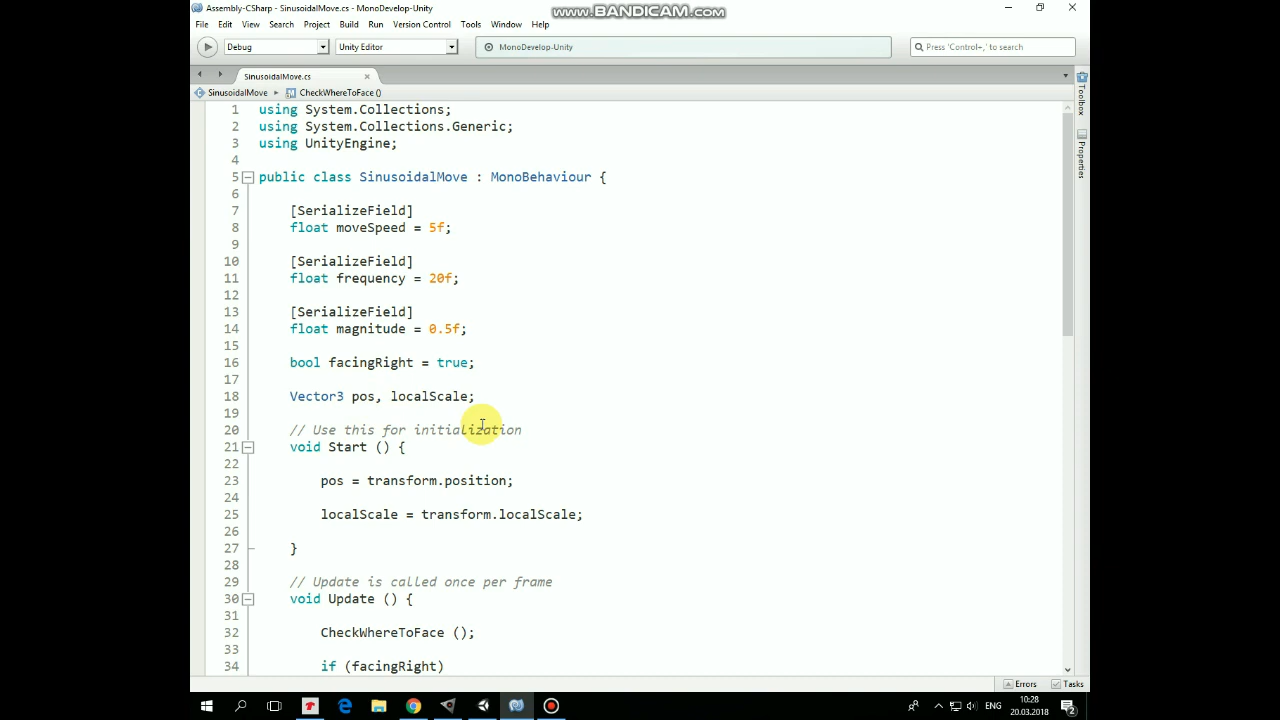 Assembly-CSharp - SinusoidalMove.cs - MonoDevelop-Unity
www.BANDICAM.com
File Edit View Search Project Build Run Version Control Tools Window Help
Debug
Unity Editor
MonoDevelop-Unity
Press 'Control+,' to search
SinusoidalMove.cs
SinusoidalMove
CheckWhereToFace ()
Toolbox
Properties
1 using System.Collections;
2 using System.Collections.Generic;
3 using UnityEngine;
4
5 public class SinusoidalMove : MonoBehaviour {
6
7 [SerializeField]
8 float moveSpeed = 5f;
9
10 [SerializeField]
11 float frequency = 20f;
12
13 [SerializeField]
14 float magnitude = 0.5f;
15
16 bool facingRight = true;
17
18 Vector3 pos, localScale;
19
20 // Use this for initialization
21 void Start () {
22
23 pos = transform.position;
24
25 localScale = transform.localScale;
26
27 }
28
29 // Update is called once per frame
30 void Update () {
31
32 CheckWhereToFace ();
33
34 if (facingRight)
Errors Tasks
ENG
10:28
20.03.2018
2